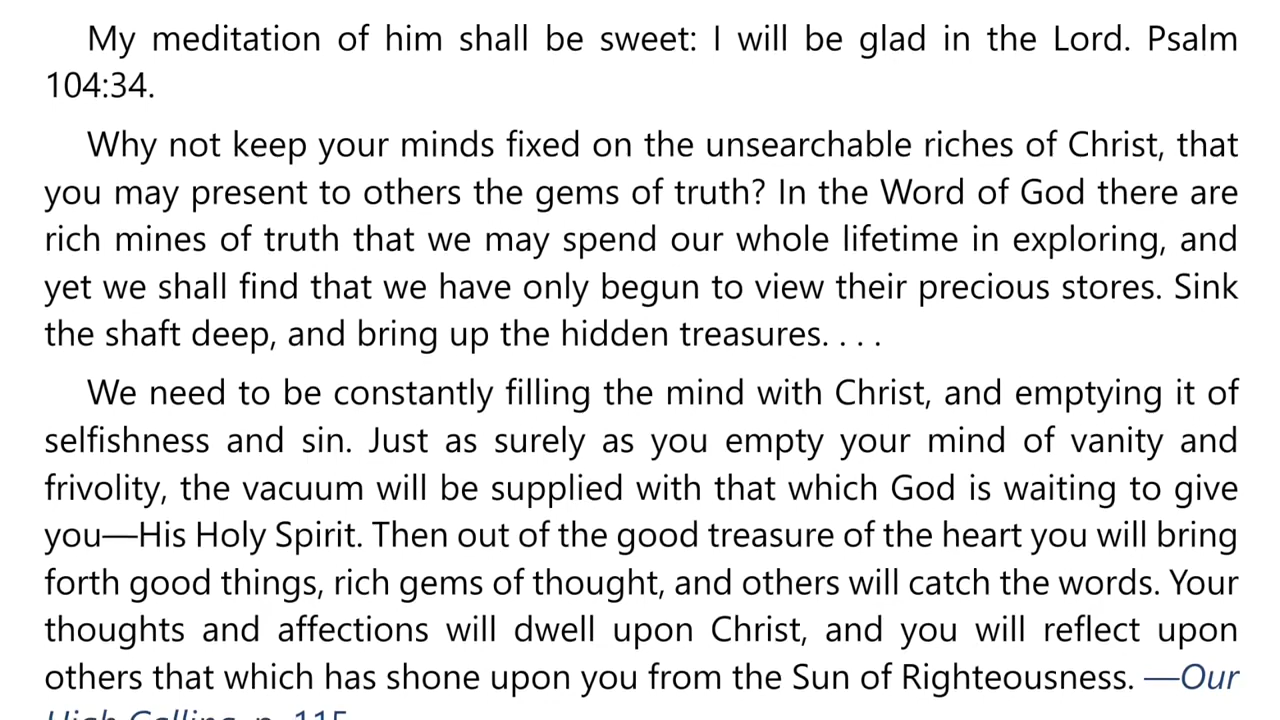 My meditation of him shall be sweet: I will be glad in the Lord. Psalm
104:34.
Why not keep your minds fixed on the unsearchable riches of Christ, that
you may present to others the gems of truth? In the Word of God there are
rich mines of truth that we may spend our whole lifetime in exploring, and
yet we shall find that we have only begun to view their precious stores. Sink
the shaft deep, and bring up the hidden treasures. . . .
We need to be constantly filling the mind with Christ, and emptying it of
selfishness and sin. Just as surely as you empty your mind of vanity and
frivolity, the vacuum will be supplied with that which God is waiting to give
you—His Holy Spirit. Then out of the good treasure of the heart you will bring
forth good things, rich gems of thought, and others will catch the words. Your
thoughts and affections will dwell upon Christ, and you will reflect upon
others that which has shone upon you from the Sun of Righteousness. —Our
High Calling, p. 115